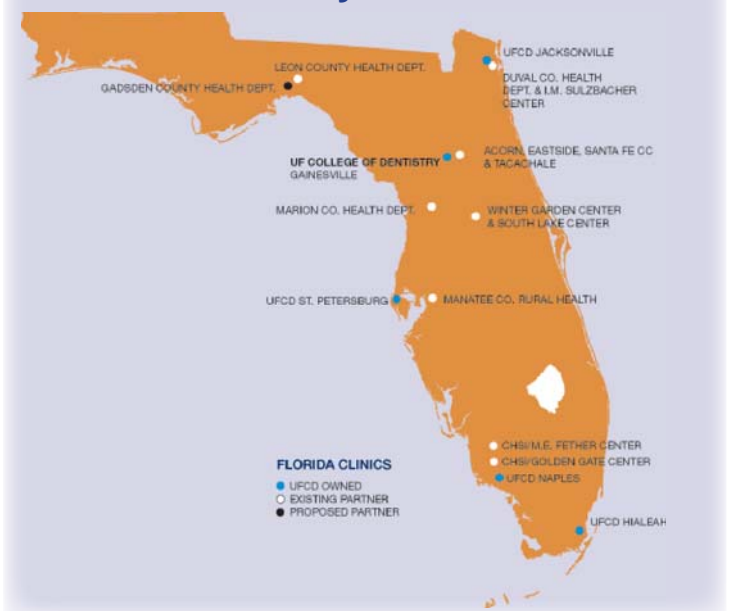 UFCD JACKSONVILLE
LEON COUNTY HEALTH DEPT.
DUVAL CO. HEALTH
DEPT. & I.M. SULZBACHER
CENTER
GADSDEN COUNTY HEALTH DEPT.
UF COLLEGE OF DENTISTRY
GAINESVILLE
ACORN, EASTSIDE, SANTA FE CC
& TACACHALE
MARION CO. HEALTH DEPT.
WINTER GARDEN CENTER
& SOUTH LAKE CENTER
UFCD ST. PETERSBURG
MANATEE CO. RURAL HEALTH
CHSI/M.E. FETHER CENTER
CHSI/GOLDEN GATE CENTER
UFCD NAPLES
UFCD HIALEAH
FLORIDA CLINICS
UFCD OWNED
EXISTING PARTNER
PROPOSED PARTNER